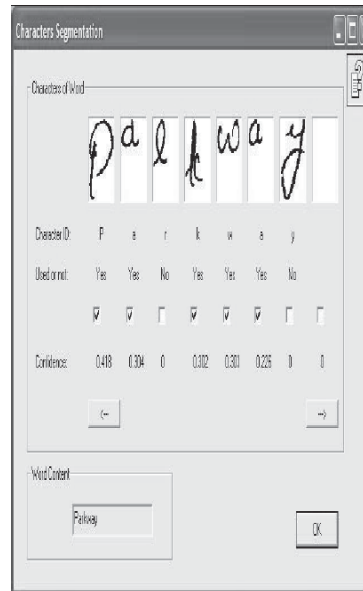 Characters Segmentation
Characters of Word
P a r k w a y
Character ID: P a r k w a y
Used or not: Yes Yes No Yes Yes Yes No
Confidence: 0.418 0.304 0 0.302 0.301 0.226 0 0
<-- -->
Word Content
Parkway
OK